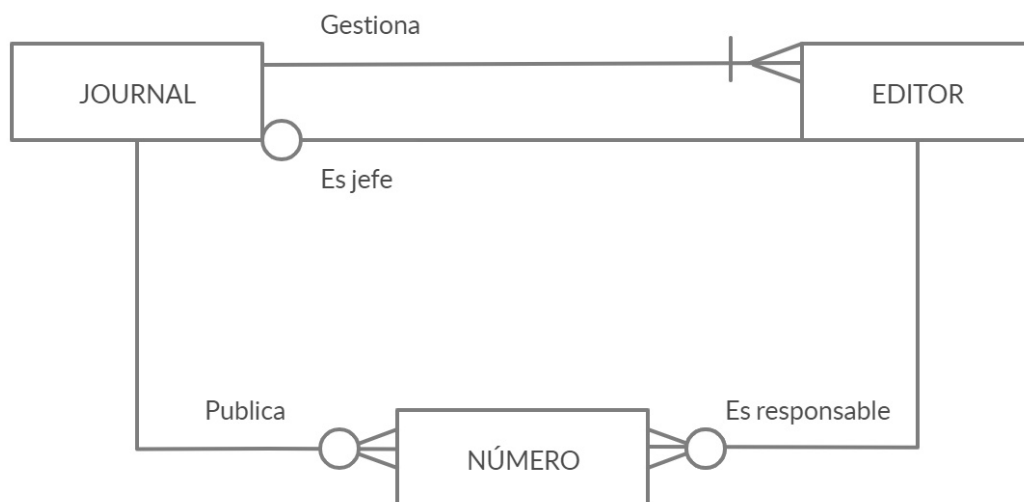 Gestiona
JOURNAL
EDITOR
Es jefe
Publica
Es responsable
NÚMERO